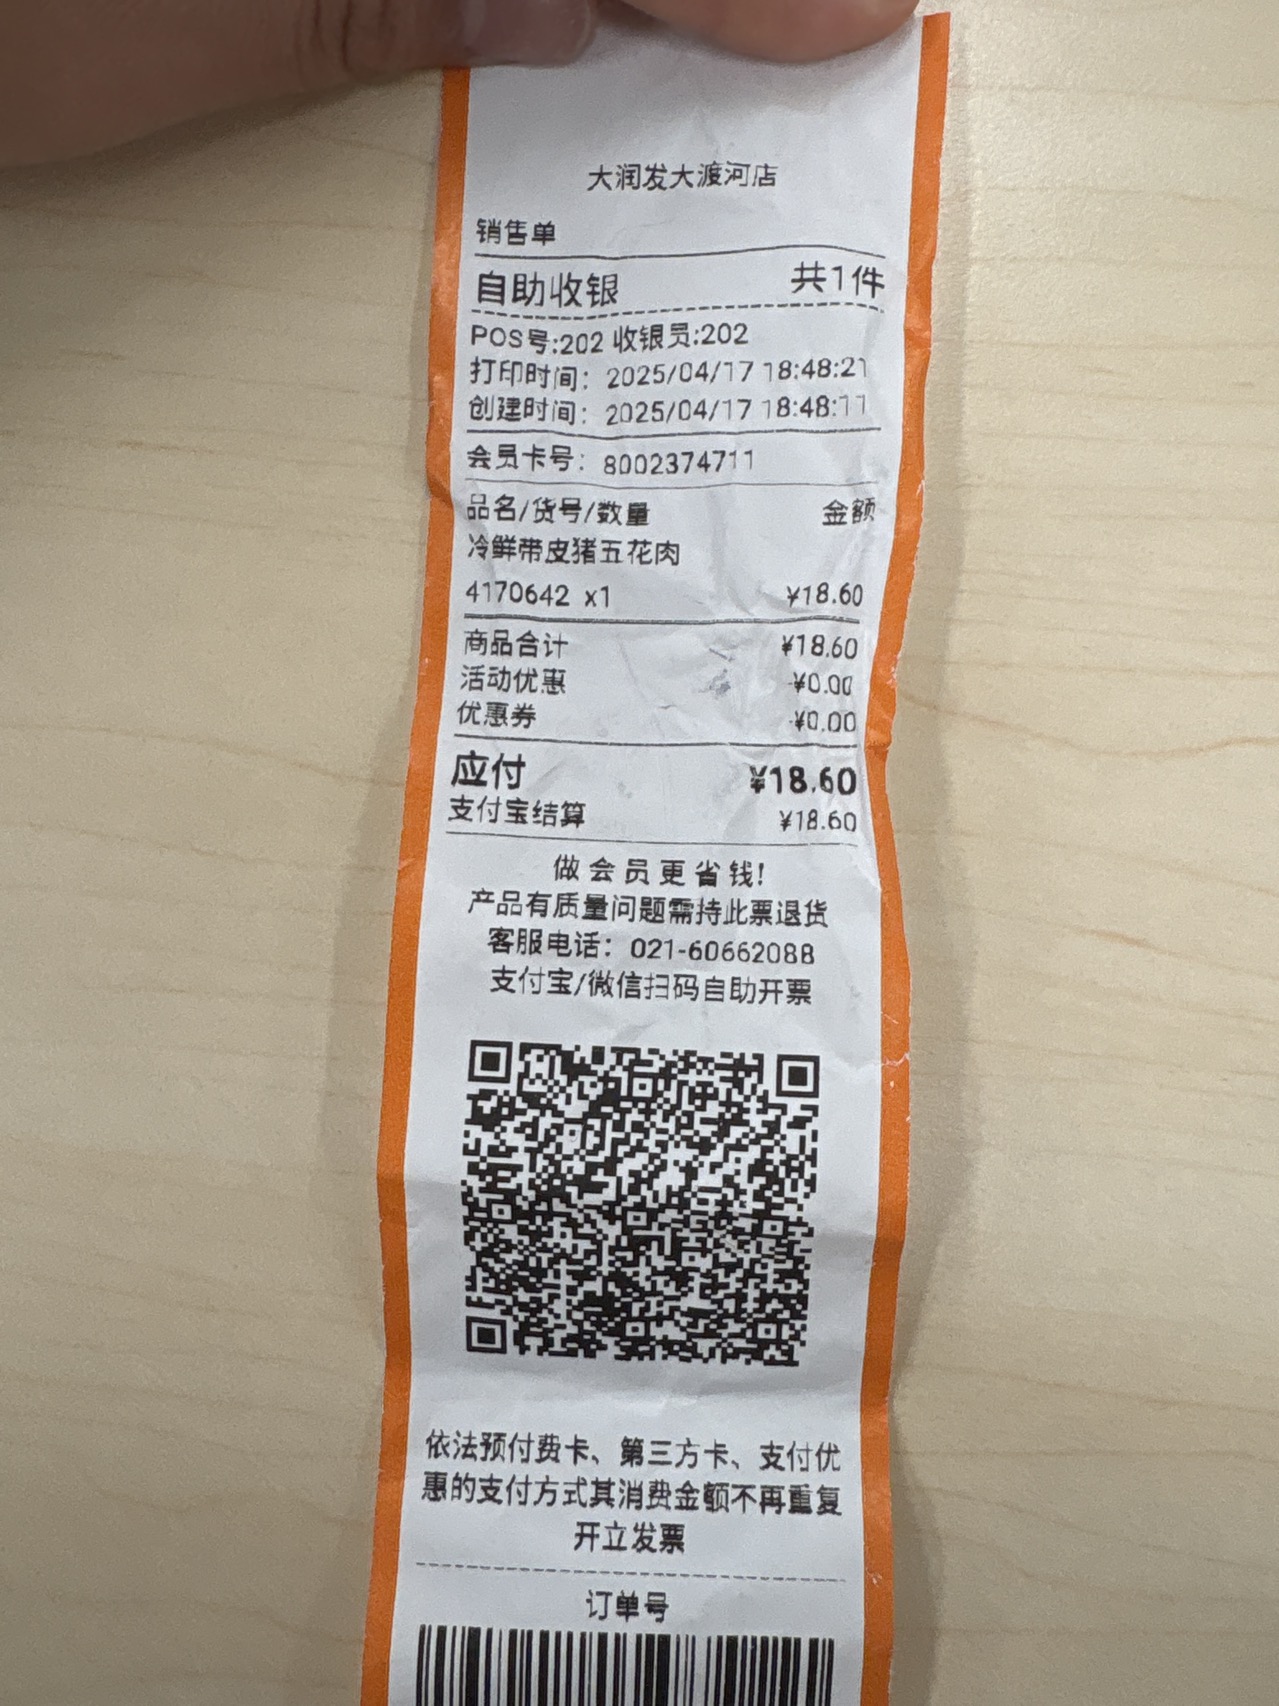 大润发大渡河店
销售单
自助收银 共1件
POS号:202 收银员:202
打印时间：2025/04/17 18:48:21
创建时间：2025/04/17 18:48:11
会员卡号：8002374711
品名/货号/数量 金额
冷鲜带皮猪五花肉
4170642 x1 ¥18.60
商品合计 ¥18.60
活动优惠 -¥0.00
优惠券 -¥0.00
应付 ¥18.60
支付宝结算 ¥18.60
做会员更省钱!
产品有质量问题需持此票退货
客服电话：021-60662088
支付宝/微信扫码自助开票
依法预付费卡、第三方卡、支付优
惠的支付方式其消费金额不再重复
开立发票
订单号